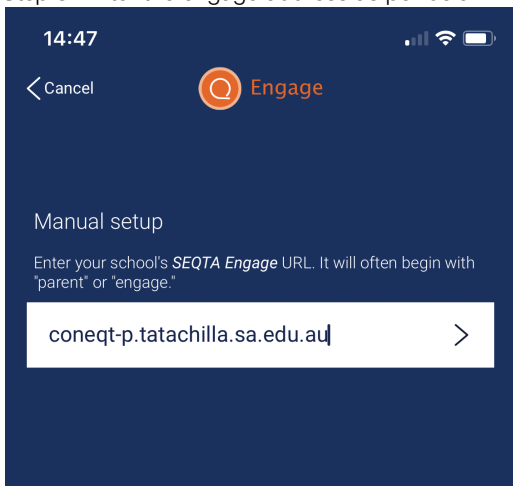 14:47
Cancel
Engage
Manual setup
Enter your school's SEQTA Engage URL. It will often begin with
"parent" or "engage."
coneqt-p.tatachilla.sa.edu.au